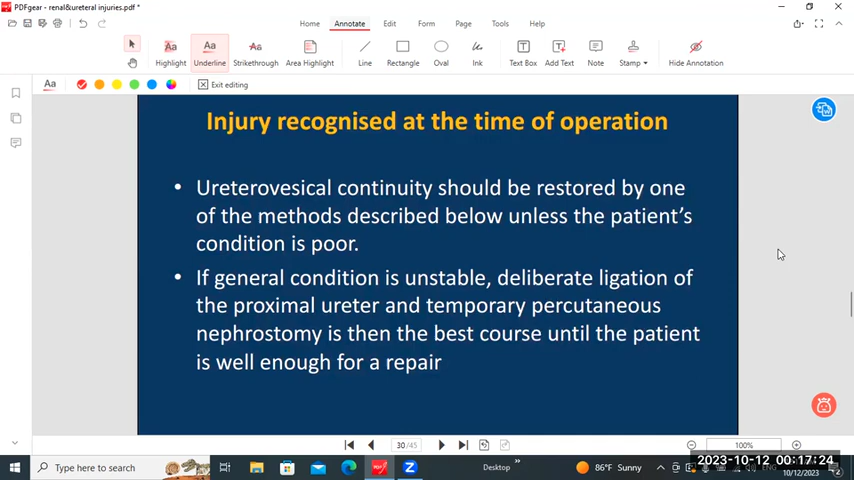 PDFgear - renal&ureteral injuries.pdf *
Home Annotate Edit Form Page Tools Help
Highlight Underline Strikethrough Area Highlight Line Rectangle Oval Ink Text Box Add Text Note Stamp Hide Annotation
Aa Exit editing
Injury recognised at the time of operation
• Ureterovesical continuity should be restored by one
of the methods described below unless the patient's
condition is poor.
• If general condition is unstable, deliberate ligation of
the proximal ureter and temporary percutaneous
nephrostomy is then the best course until the patient
is well enough for a repair
30 /45
100%
2023-10-12 00:17:24
Type here to search
Desktop
86°F Sunny
10/12/2023